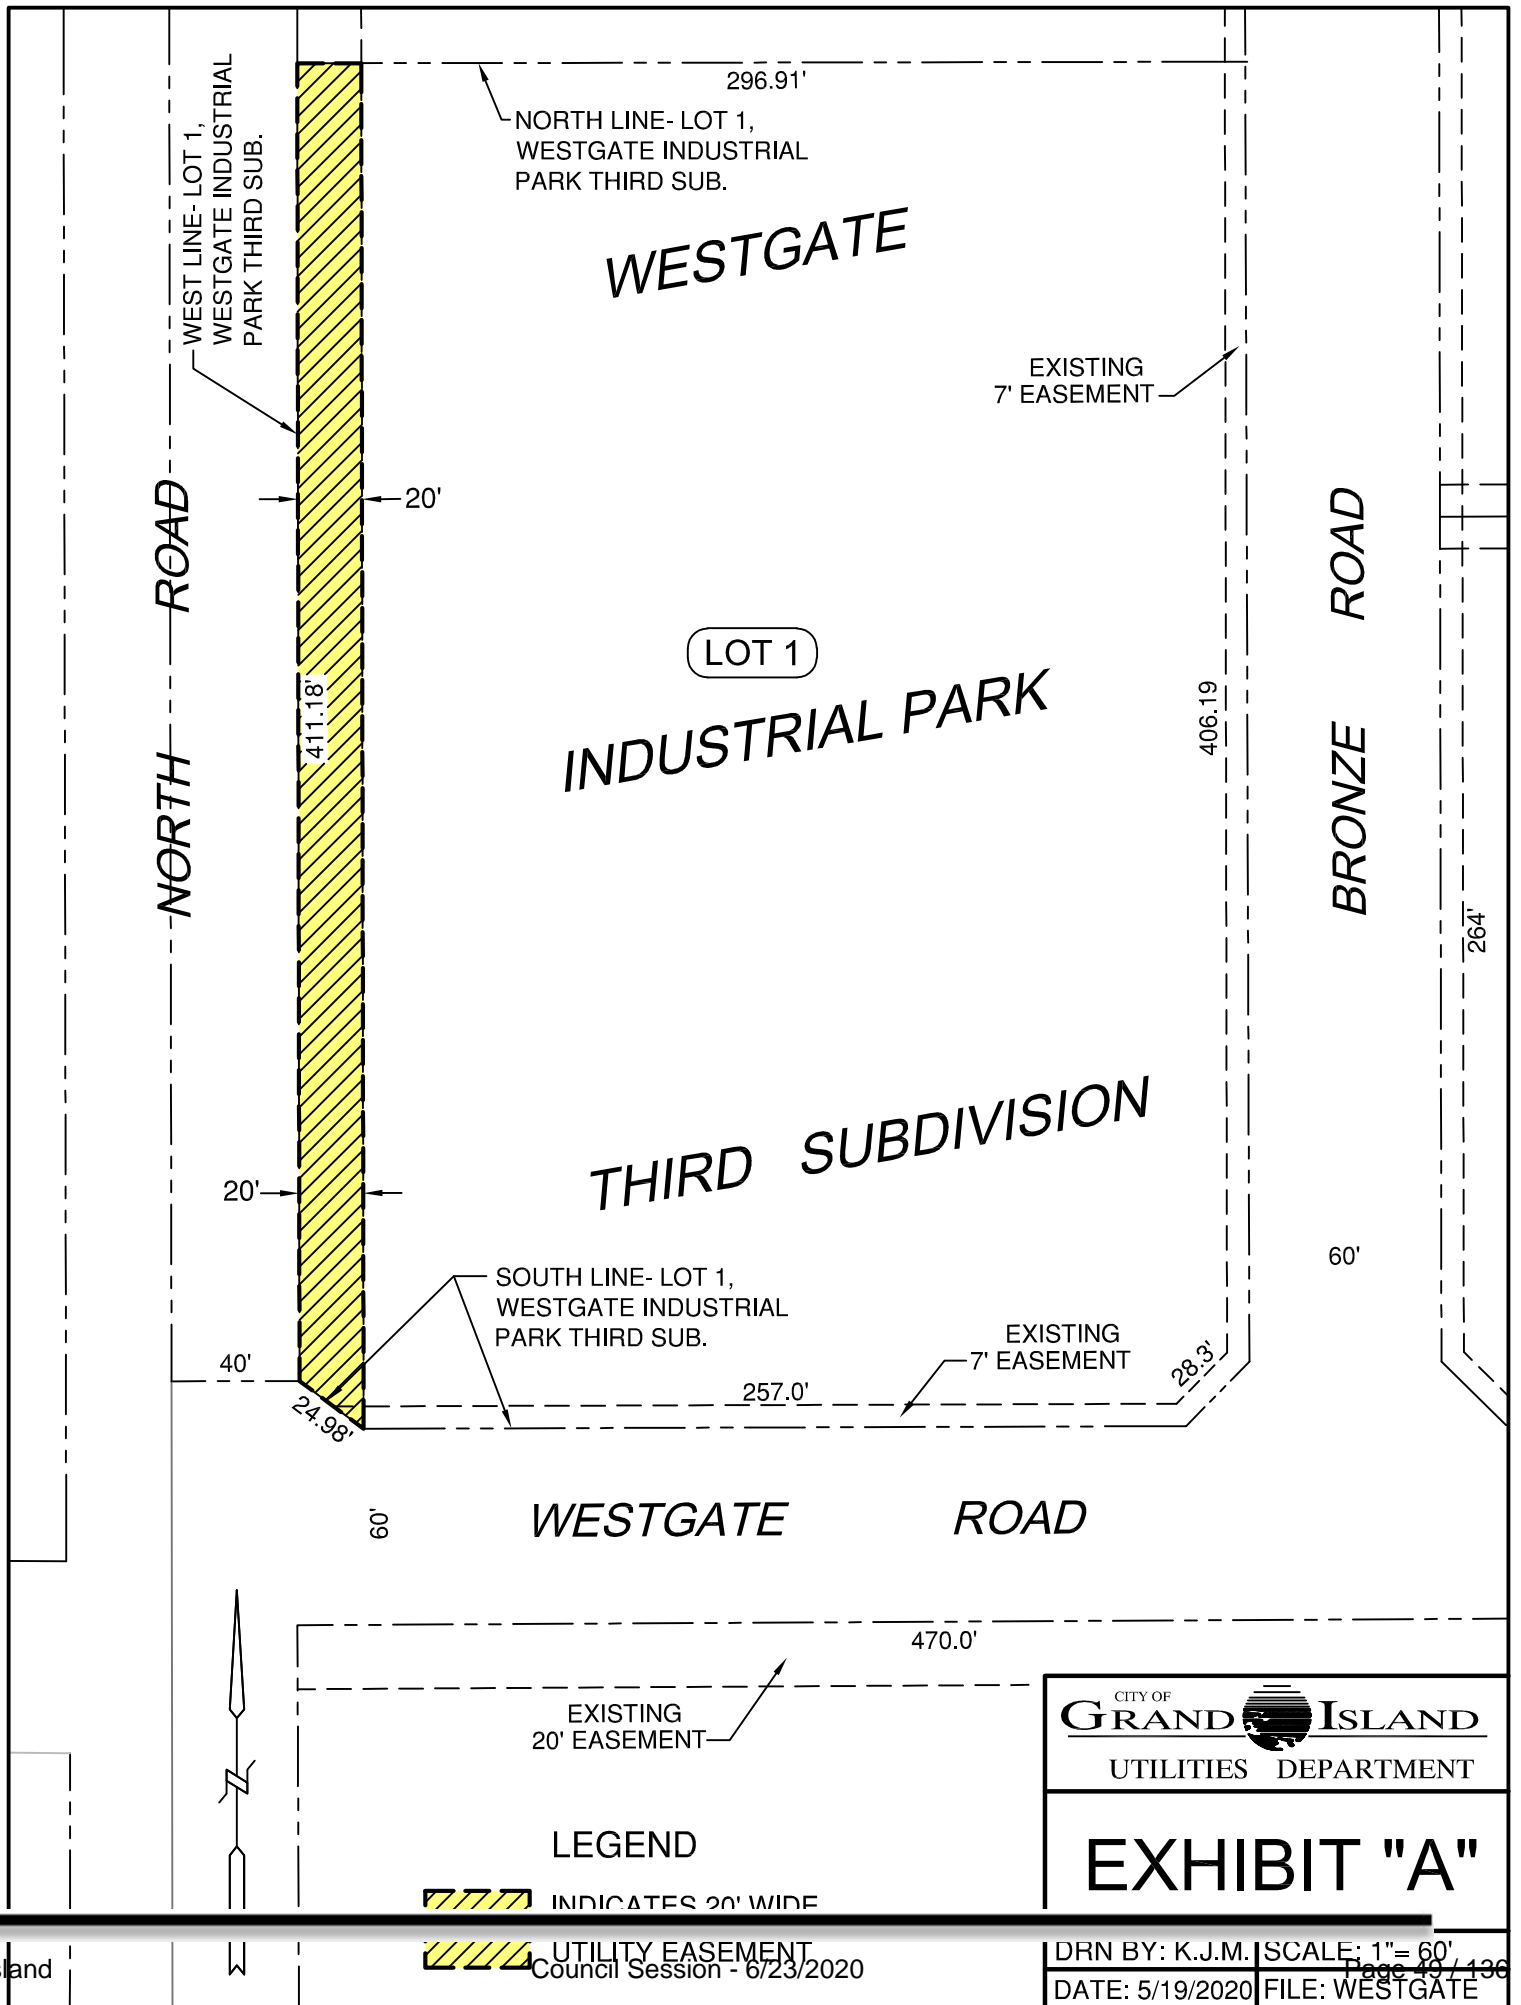 296.91'
NORTH LINE- LOT 1,
WESTGATE INDUSTRIAL
PARK THIRD SUB.
WEST LINE- LOT 1,
WESTGATE INDUSTRIAL
PARK THIRD SUB.
WESTGATE
EXISTING
7' EASEMENT
20'
NORTH ROAD
LOT 1
INDUSTRIAL PARK
411.18'
406.19
BRONZE ROAD
264'
THIRD SUBDIVISION
20'
60'
SOUTH LINE- LOT 1,
WESTGATE INDUSTRIAL
PARK THIRD SUB.
EXISTING
7' EASEMENT
40'
28.3'
257.0'
24.98'
60'
WESTGATE ROAD
470.0'
EXISTING
20' EASEMENT
CITY OF
GRAND ISLAND
UTILITIES DEPARTMENT
LEGEND
EXHIBIT "A"
INDICATES 20' WIDE
UTILITY EASEMENT
DRN BY: K.J.M. SCALE: 1"= 60'
sland Council Session - 6/23/2020 Page 49 / 136
DATE: 5/19/2020 FILE: WESTGATE